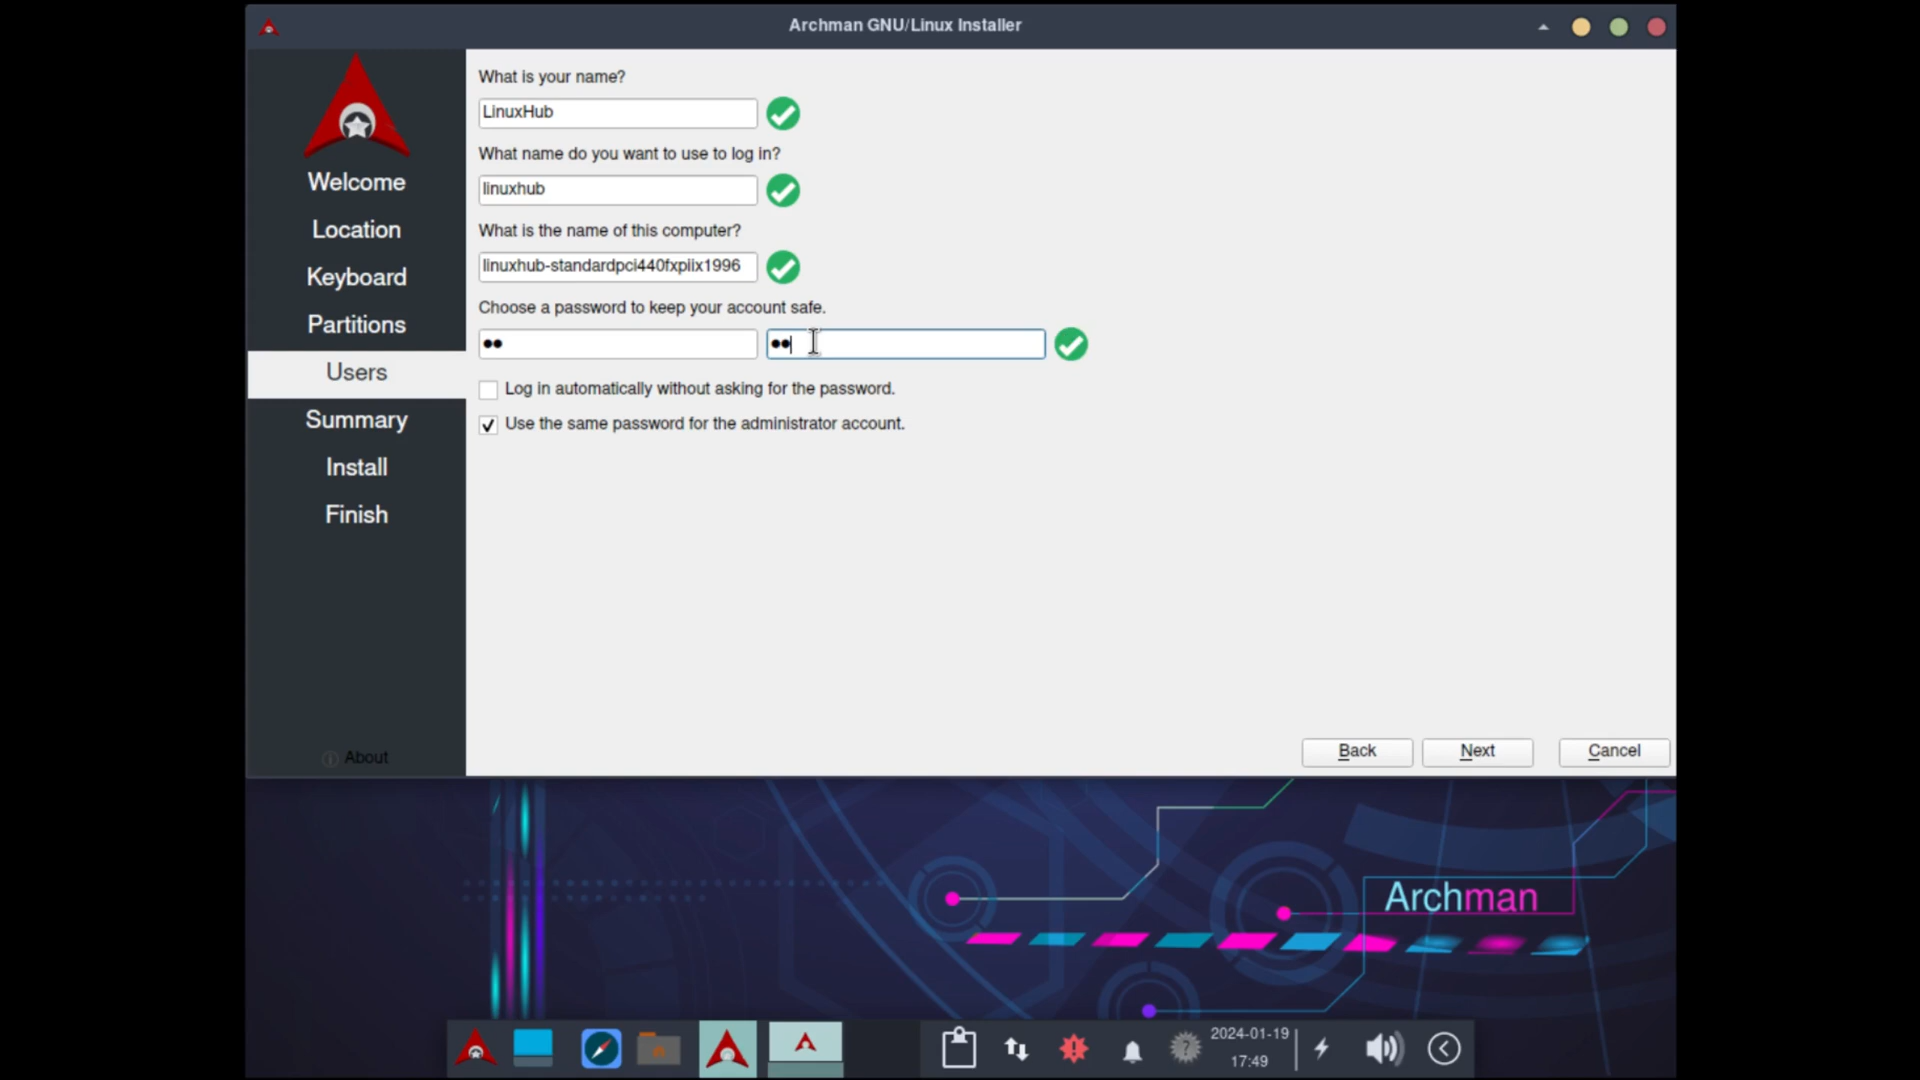 Archman GNU/Linux Installer
Welcome
Location
Keyboard
Partitions
Users
Summary
Install
Finish
About
What is your name?
LinuxHub
What name do you want to use to log in?
linuxhub
What is the name of this computer?
linuxhub-standardpci440fxpiix1996
Choose a password to keep your account safe.
●●
●●
Log in automatically without asking for the password.
Use the same password for the administrator account.
Back
Next
Cancel
Archman
2024-01-19
17:49